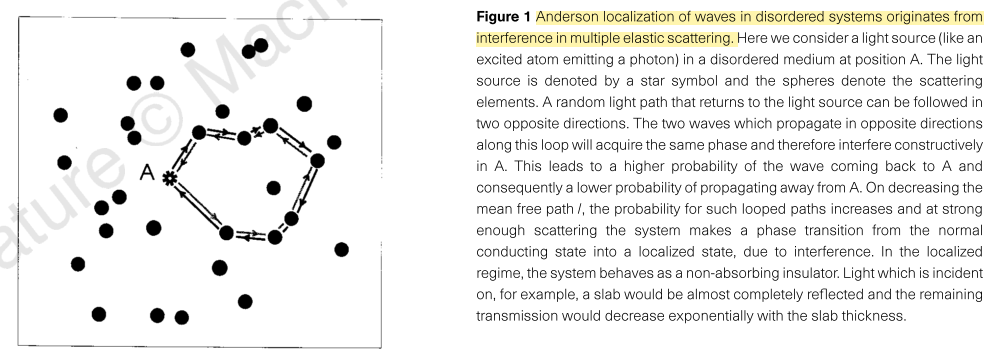 ature © Mac
A
Figure 1 Anderson localization of waves in disordered systems originates from
interference in multiple elastic scattering. Here we consider a light source (like an
excited atom emitting a photon) in a disordered medium at position A. The light
source is denoted by a star symbol and the spheres denote the scattering
elements. A random light path that returns to the light source can be followed in
two opposite directions. The two waves which propagate in opposite directions
along this loop will acquire the same phase and therefore interfere constructively
in A. This leads to a higher probability of the wave coming back to A and
consequently a lower probability of propagating away from A. On decreasing the
mean free path l, the probability for such looped paths increases and at strong
enough scattering the system makes a phase transition from the normal
conducting state into a localized state, due to interference. In the localized
regime, the system behaves as a non-absorbing insulator. Light which is incident
on, for example, a slab would be almost completely reflected and the remaining
transmission would decrease exponentially with the slab thickness.